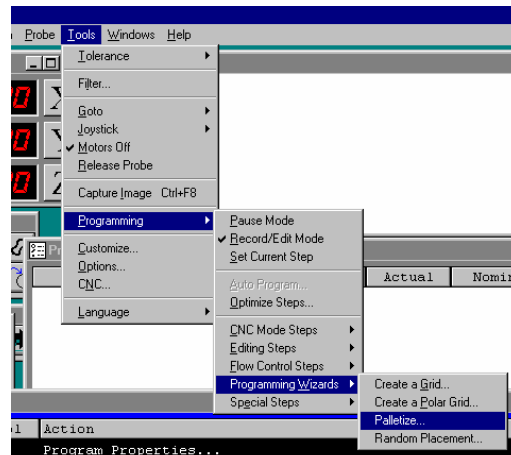 Probe Tools Windows Help
Tolerance
Filter...
Goto
Joystick
Motors Off
Release Probe
Capture Image Ctrl+F8
Programming
Customize...
Options...
CNC...
Language
Pause Mode
Record/Edit Mode
Set Current Step
Auto Program...
Optimize Steps...
CNC Mode Steps
Editing Steps
Flow Control Steps
Programming Wizards
Special Steps
Create a Grid...
Create a Polar Grid...
Palletize...
Random Placement...
Actual
Action
Program Properties...